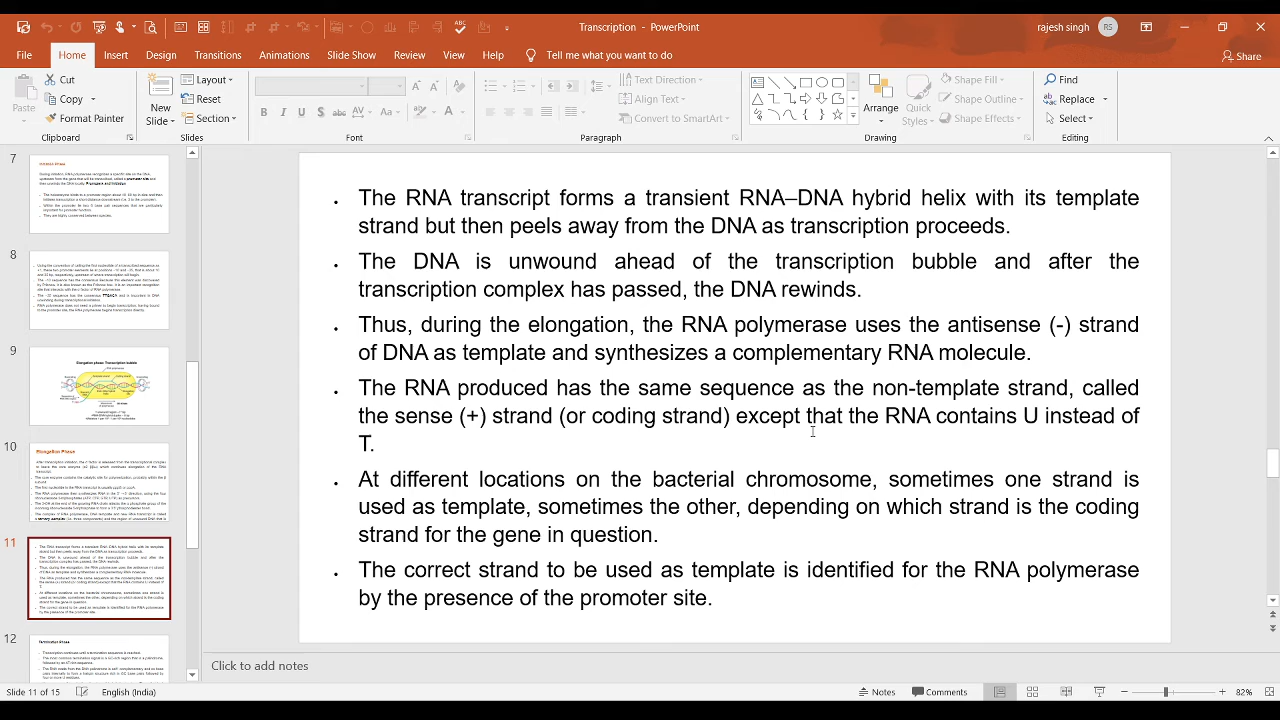 Transcription - PowerPoint
rajesh singh
RS
File Home Insert Design Transitions Animations Slide Show Review View Help Tell me what you want to do
Share
Paste
Cut
Copy
Format Painter
Clipboard
New Slide
Layout
Reset
Section
Slides
B I U S abc AV Aa A
Font
Text Direction
Align Text
Convert to SmartArt
Paragraph
Arrange
Quick Styles
Shape Fill
Shape Outline
Shape Effects
Drawing
Find
Replace
Select
Editing
7
8
9
10
Elongation Phase
11
12
Termination Phase
The RNA transcript forms a transient RNA–DNA hybrid helix with its template
strand but then peels away from the DNA as transcription proceeds.
The DNA is unwound ahead of the transcription bubble and after the
transcription complex has passed, the DNA rewinds.
Thus, during the elongation, the RNA polymerase uses the antisense (-) strand
of DNA as template and synthesizes a complementary RNA molecule.
The RNA produced has the same sequence as the non-template strand, called
the sense (+) strand (or coding strand) except that the RNA contains U instead of
T.
At different locations on the bacterial chromosome, sometimes one strand is
used as template, sometimes the other, depending on which strand is the coding
strand for the gene in question.
The correct strand to be used as template is identified for the RNA polymerase
by the presence of the promoter site.
Click to add notes
Slide 11 of 15 English (India)
Notes Comments 82%